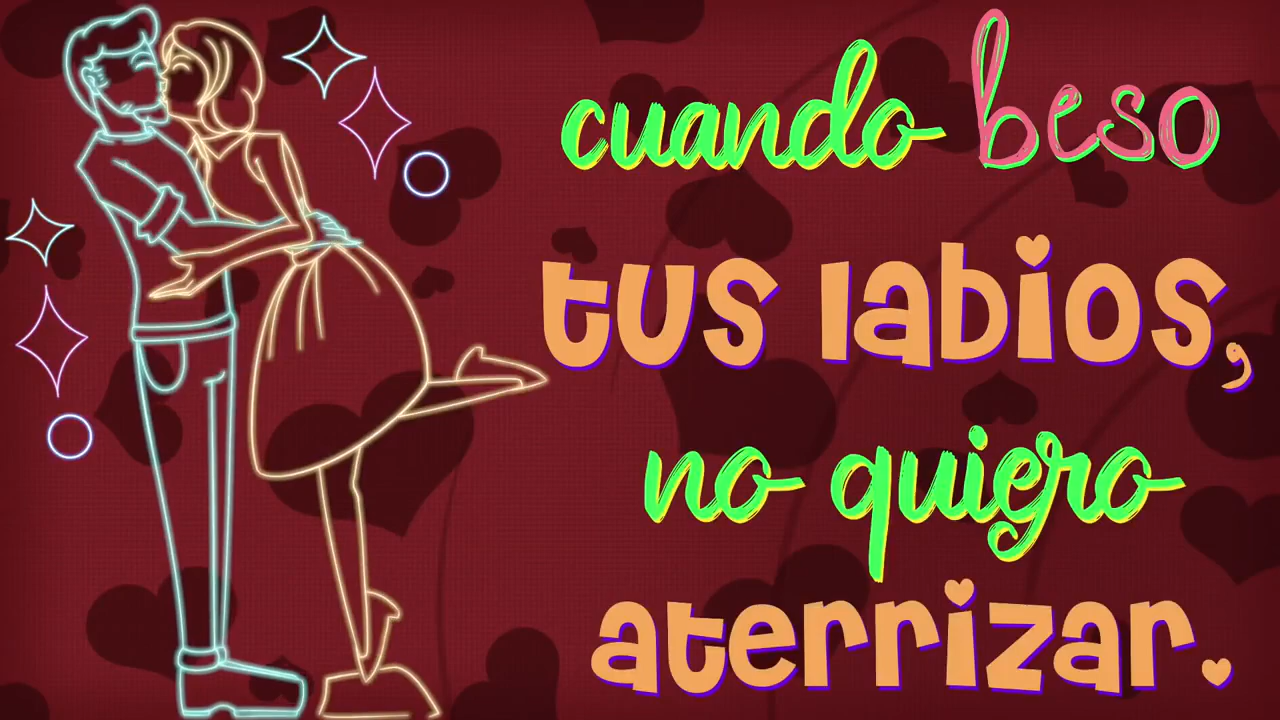 cuando beso
tus labios,
no quiero
aterrizar.